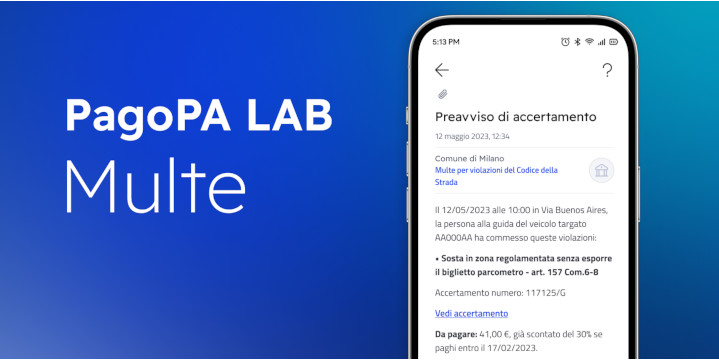 PagoPA LAB
Multe
5:13 PM
Preavviso di accertamento
12 maggio 2023, 12:34
Comune di Milano
Multe per violazioni del Codice della
Strada
Il 12/05/2023 alle 10:00 in Via Buenos Aires,
la persona alla guida del veicolo targato
AA000AA ha commesso queste violazioni:
• Sosta in zona regolamentata senza esporre
il biglietto parcometro - art. 157 Com.6-8
Accertamento numero: 117125/G
Vedi accertamento
Da pagare: 41,00 €, già scontato del 30% se
paghi entro il 17/02/2023.